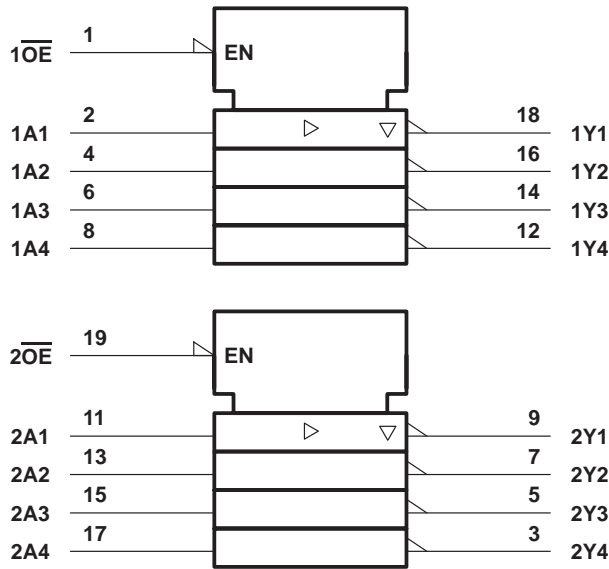 1OE 1 EN
1A1 2 18 1Y1
1A2 4 16 1Y2
1A3 6 14 1Y3
1A4 8 12 1Y4
2OE 19 EN
2A1 11 9 2Y1
2A2 13 7 2Y2
2A3 15 5 2Y3
2A4 17 3 2Y4